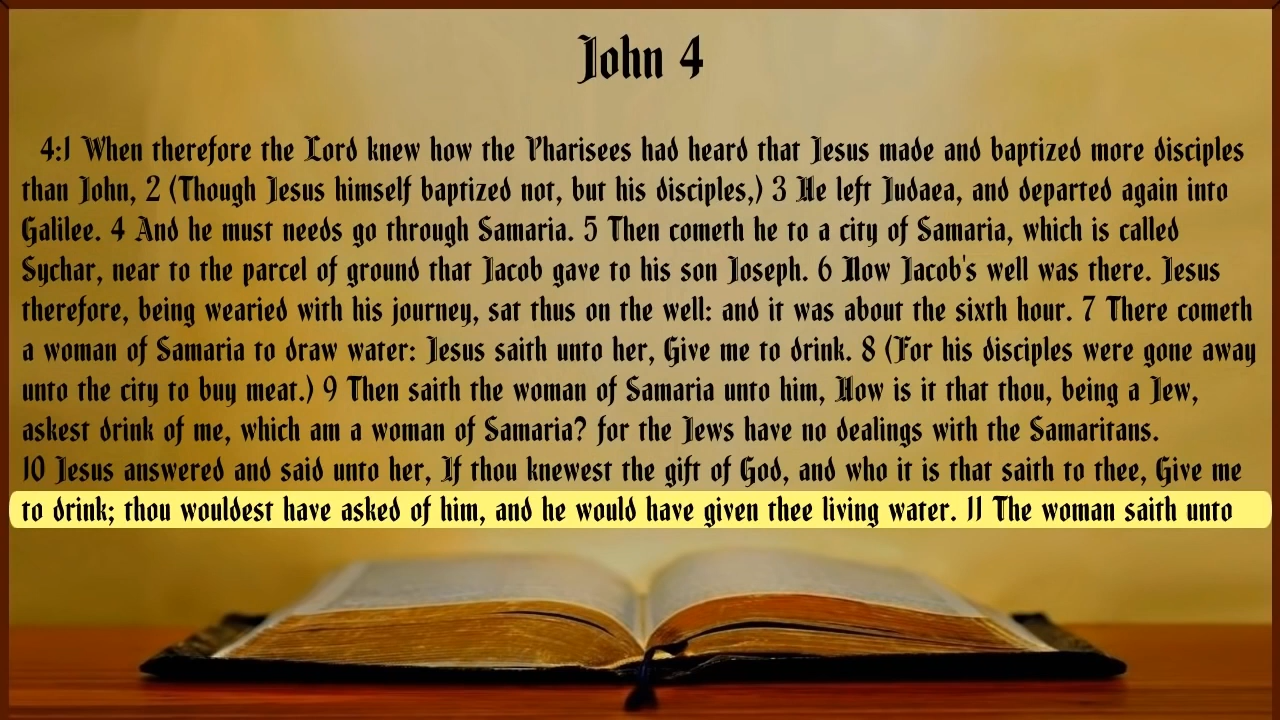 John 4
4:1 When therefore the Lord knew how the Pharisees had heard that Jesus made and baptized more disciples
than John, 2 (Though Jesus himself baptized not, but his disciples,) 3 He left Judaea, and departed again into
Galilee. 4 And he must needs go through Samaria. 5 Then cometh he to a city of Samaria, which is called
Sychar, near to the parcel of ground that Jacob gave to his son Joseph. 6 Now Jacob's well was there. Jesus
therefore, being wearied with his journey, sat thus on the well: and it was about the sixth hour. 7 There cometh
a woman of Samaria to draw water: Jesus saith unto her, Give me to drink. 8 (For his disciples were gone away
unto the city to buy meat.) 9 Then saith the woman of Samaria unto him, How is it that thou, being a Jew,
askest drink of me, which am a woman of Samaria? for the Jews have no dealings with the Samaritans.
10 Jesus answered and said unto her, If thou knewest the gift of God, and who it is that saith to thee, Give me
to drink; thou wouldest have asked of him, and he would have given thee living water. 11 The woman saith unto